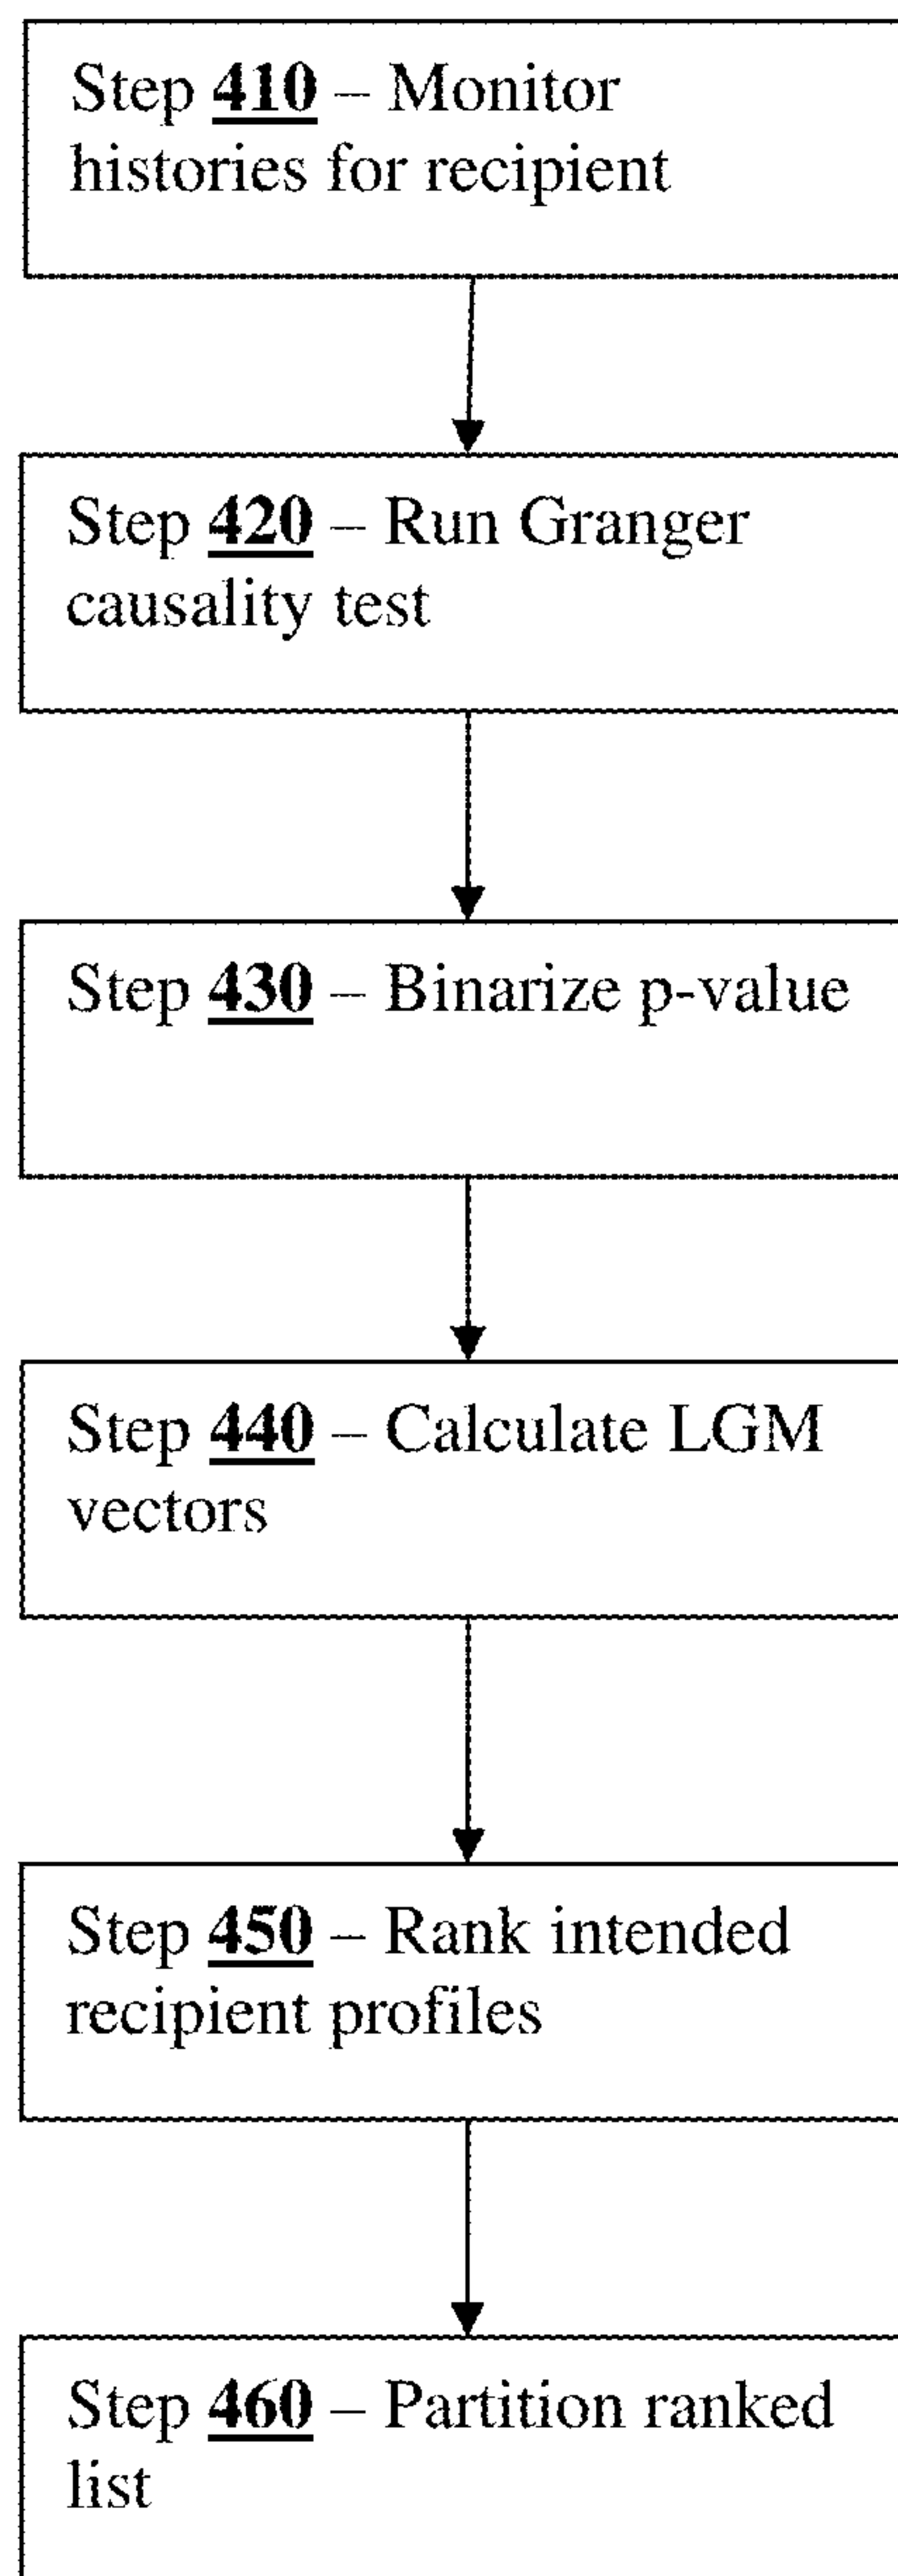 Step 410 – Monitor
histories for recipient
Step 420 – Run Granger
causality test
Step 430 – Binarize p-value
Step 440 – Calculate LGM
vectors
Step 450 – Rank intended
recipient profiles
Step 460 – Partition ranked
list